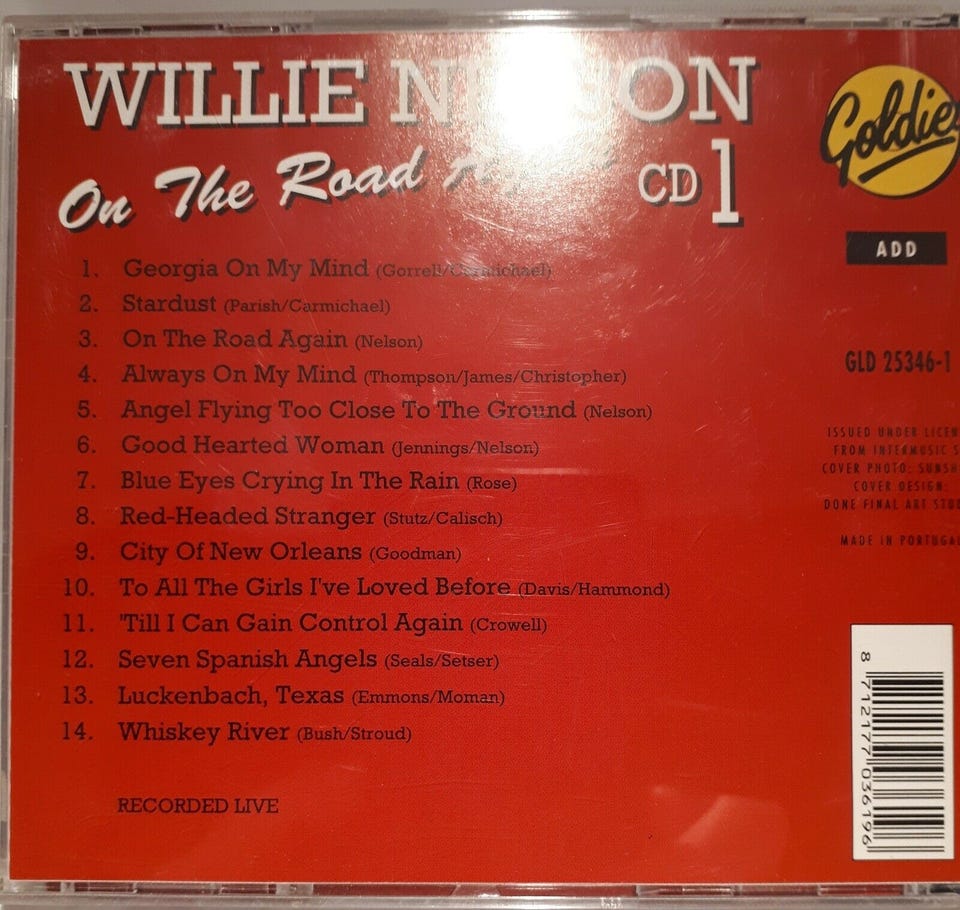 WILLIE NELSON
On The Road Again
CD 1
Goldies
ADD
1. Georgia On My Mind (Gorrell/Carmichael)
2. Stardust (Parish/Carmichael)
3. On The Road Again (Nelson)
4. Always On My Mind (Thompson/James/Christopher)
5. Angel Flying Too Close To The Ground (Nelson)
6. Good Hearted Woman (Jennings/Nelson)
7. Blue Eyes Crying In The Rain (Rose)
8. Red-Headed Stranger (Stutz/Calisch)
9. City Of New Orleans (Goodman)
10. To All The Girls I've Loved Before (Davis/Hammond)
11. 'Till I Can Gain Control Again (Crowell)
12. Seven Spanish Angels (Seals/Setser)
13. Luckenbach, Texas (Emmons/Moman)
14. Whiskey River (Bush/Stroud)
RECORDED LIVE
GLD 25346-1
ISSUED UNDER
FROM INTERMUSIC
COVER PHOTO:
COVER DESIGN:
DONE FINAL ART
MADE IN PORTUGAL
8 712177 036196